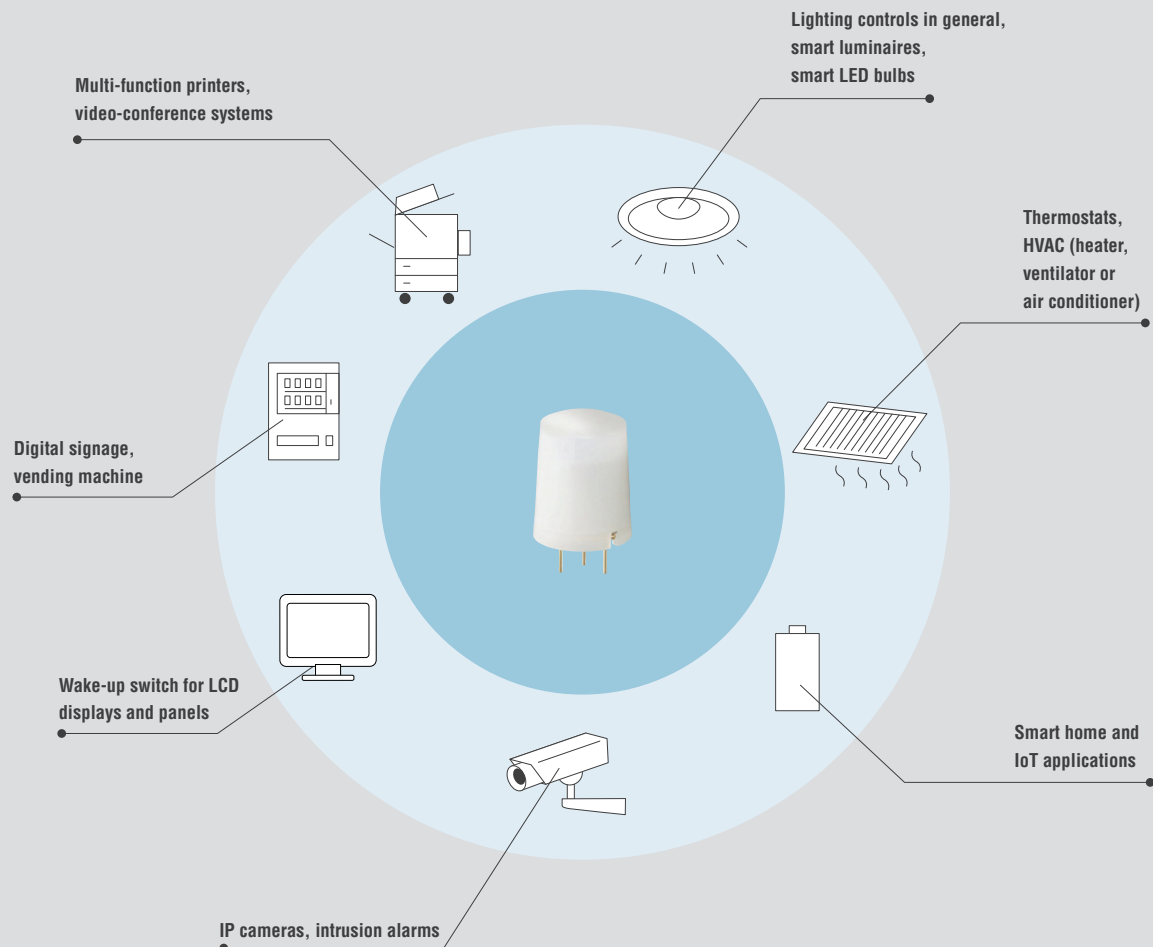 Lighting controls in general,
smart luminaires,
smart LED bulbs
Multi-function printers,
video-conference systems
Thermostats,
HVAC (heater,
ventilator or
air conditioner)
Digital signage,
vending machine
Wake-up switch for LCD
displays and panels
Smart home and
IoT applications
IP cameras, intrusion alarms